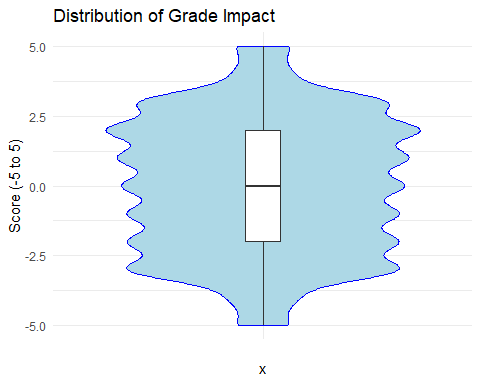 Distribution of Grade Impact
Score (-5 to 5)
5.0
2.5
0.0
-2.5
-5.0
x